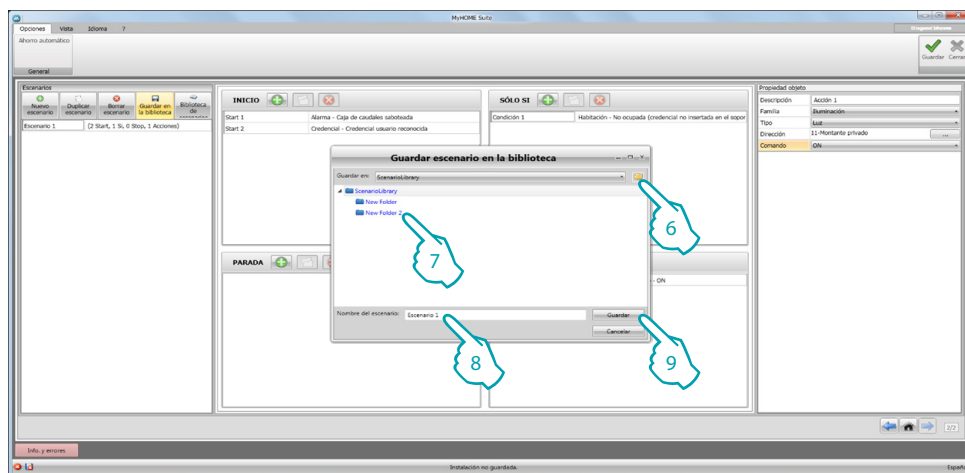 MyHOME Suite
Opciones Vista Idioma ?
Ahorro automático
Guardar Cerrar
General
Escenarios
Nuevo escenario
Duplicar escenario
Borrar escenario
Guardar en la biblioteca
Biblioteca de
Escenario 1 (2 Start, 1 Si, 0 Stop, 1 Acciones)
INICIO
Start 1 Alarma - Caja de caudales saboteada
Start 2 Credencial - Credencial usuario reconocida
SÓLO SI
Condición 1 Habitación - No ocupada (credencial no insertada en el sopor
Propiedad objeto
Descripción Acción 1
Familia Iluminación
Tipo Luz
Dirección 11-Montante privado ...
Comando ON
Guardar escenario en la biblioteca
Guardar en: ScenarioLibrary
ScenarioLibrary
New Folder
New Folder 2
6
7
PARADA
- ON
Nombre del escenario: Escenario 1
Guardar
Cancelar
8
9
2/2
Info. y errores
Instalación no guardada.
Españo